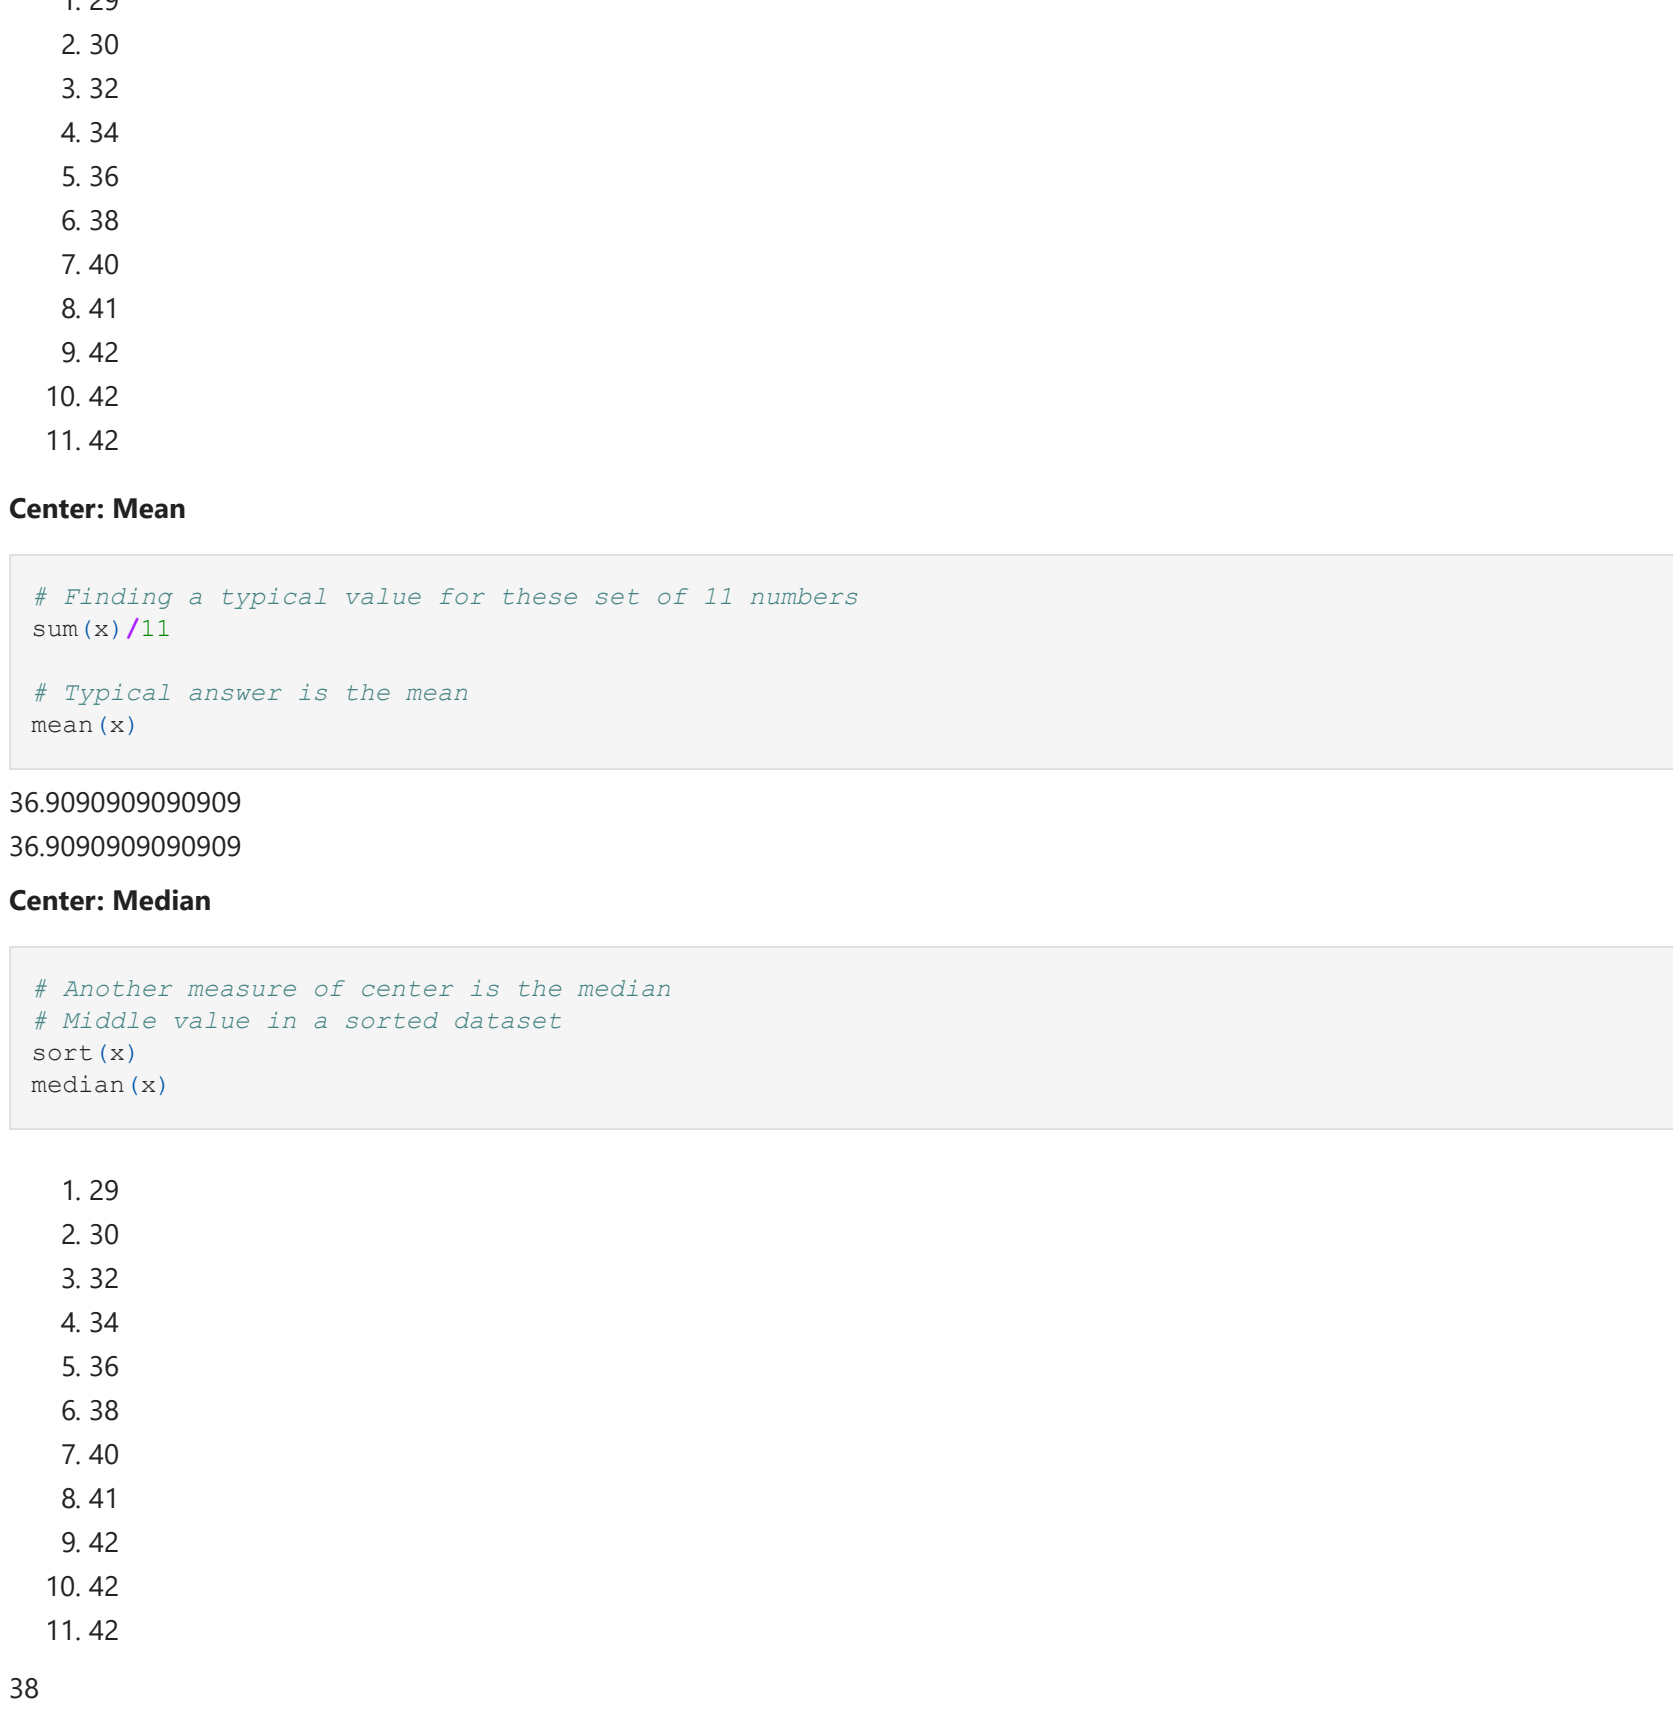 1. 29
2. 30
3. 32
4. 34
5. 36
6. 38
7. 40
8. 41
9. 42
10. 42
11. 42
Center: Mean
# Finding a typical value for these set of 11 numbers
sum(x)/11
# Typical answer is the mean
mean(x)
36.9090909090909
36.9090909090909
Center: Median
# Another measure of center is the median
# Middle value in a sorted dataset
sort(x)
median(x)
1. 29
2. 30
3. 32
4. 34
5. 36
6. 38
7. 40
8. 41
9. 42
10. 42
11. 42
38